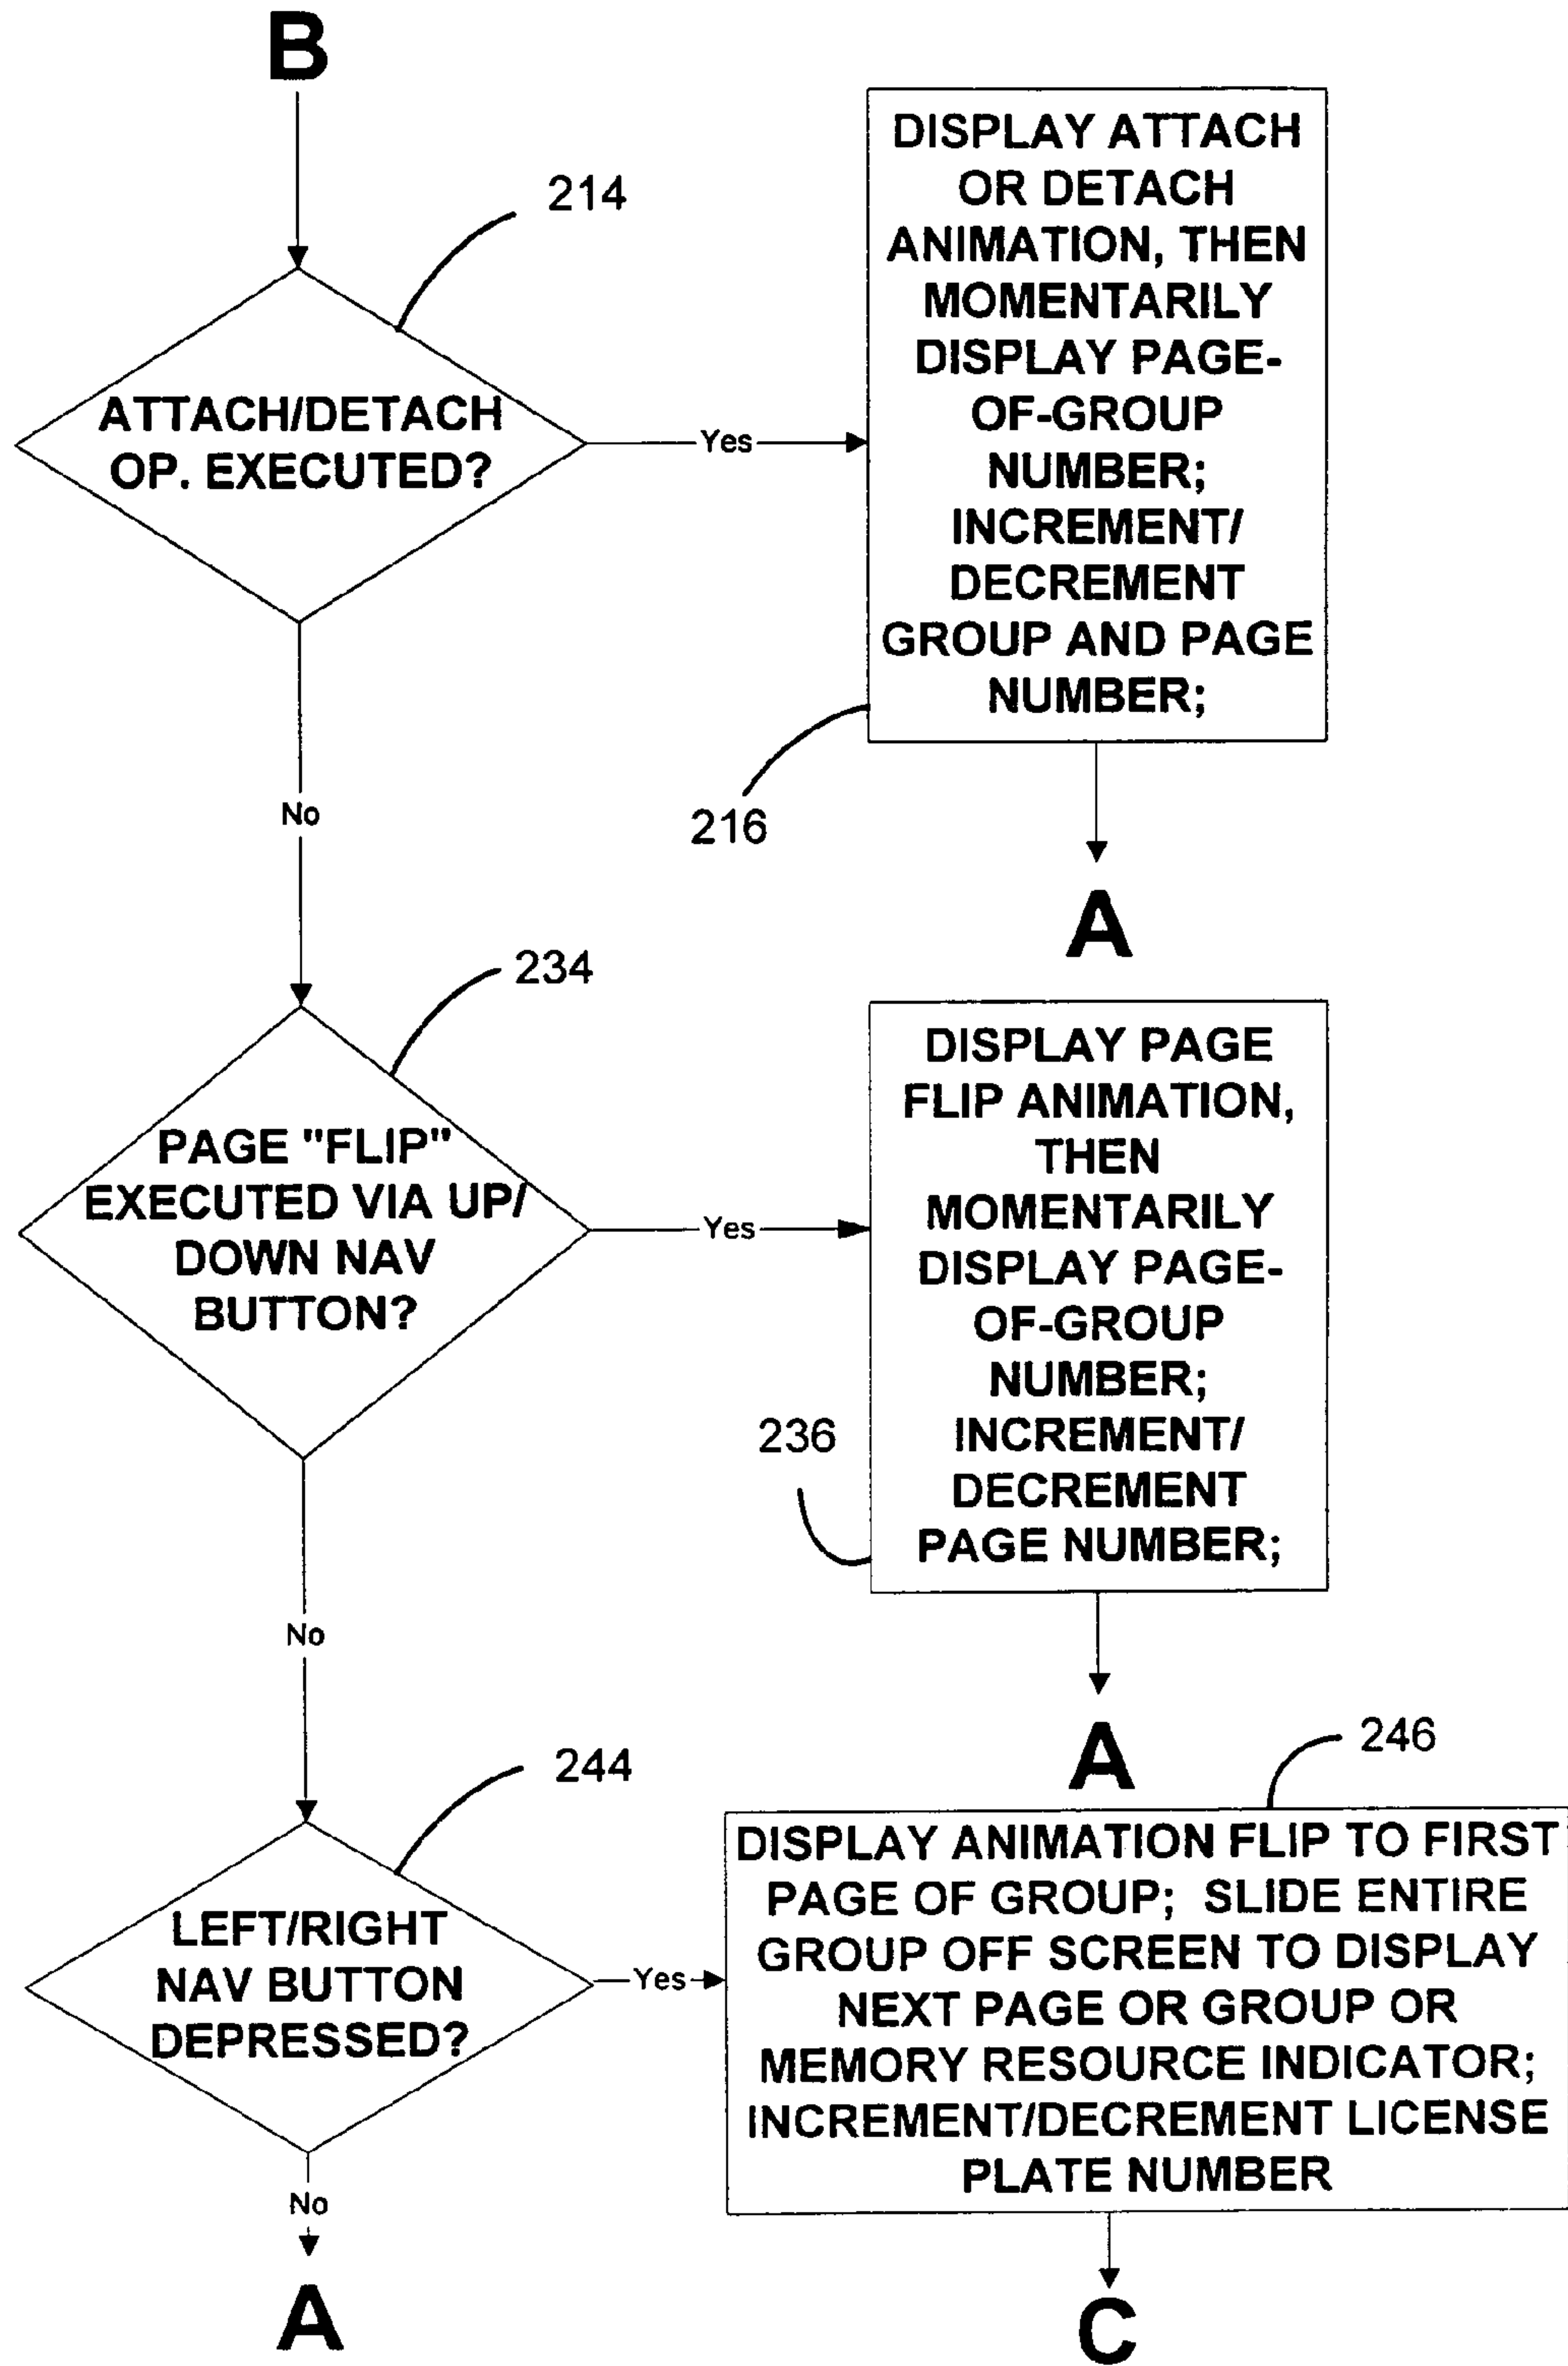 B
214
ATTACH/DETACH
OP. EXECUTED?
Yes
DISPLAY ATTACH
OR DETACH
ANIMATION, THEN
MOMENTARILY
DISPLAY PAGE-
OF-GROUP
NUMBER;
INCREMENT/
DECREMENT
GROUP AND PAGE
NUMBER;
216
A
No
234
PAGE "FLIP"
EXECUTED VIA UP/
DOWN NAV
BUTTON?
Yes
DISPLAY PAGE
FLIP ANIMATION,
THEN
MOMENTARILY
DISPLAY PAGE-
OF-GROUP
NUMBER;
INCREMENT/
DECREMENT
PAGE NUMBER;
236
A
No
244
LEFT/RIGHT
NAV BUTTON
DEPRESSED?
Yes
246
DISPLAY ANIMATION FLIP TO FIRST
PAGE OF GROUP; SLIDE ENTIRE
GROUP OFF SCREEN TO DISPLAY
NEXT PAGE OR GROUP OR
MEMORY RESOURCE INDICATOR;
INCREMENT/DECREMENT LICENSE
PLATE NUMBER
No
A
C